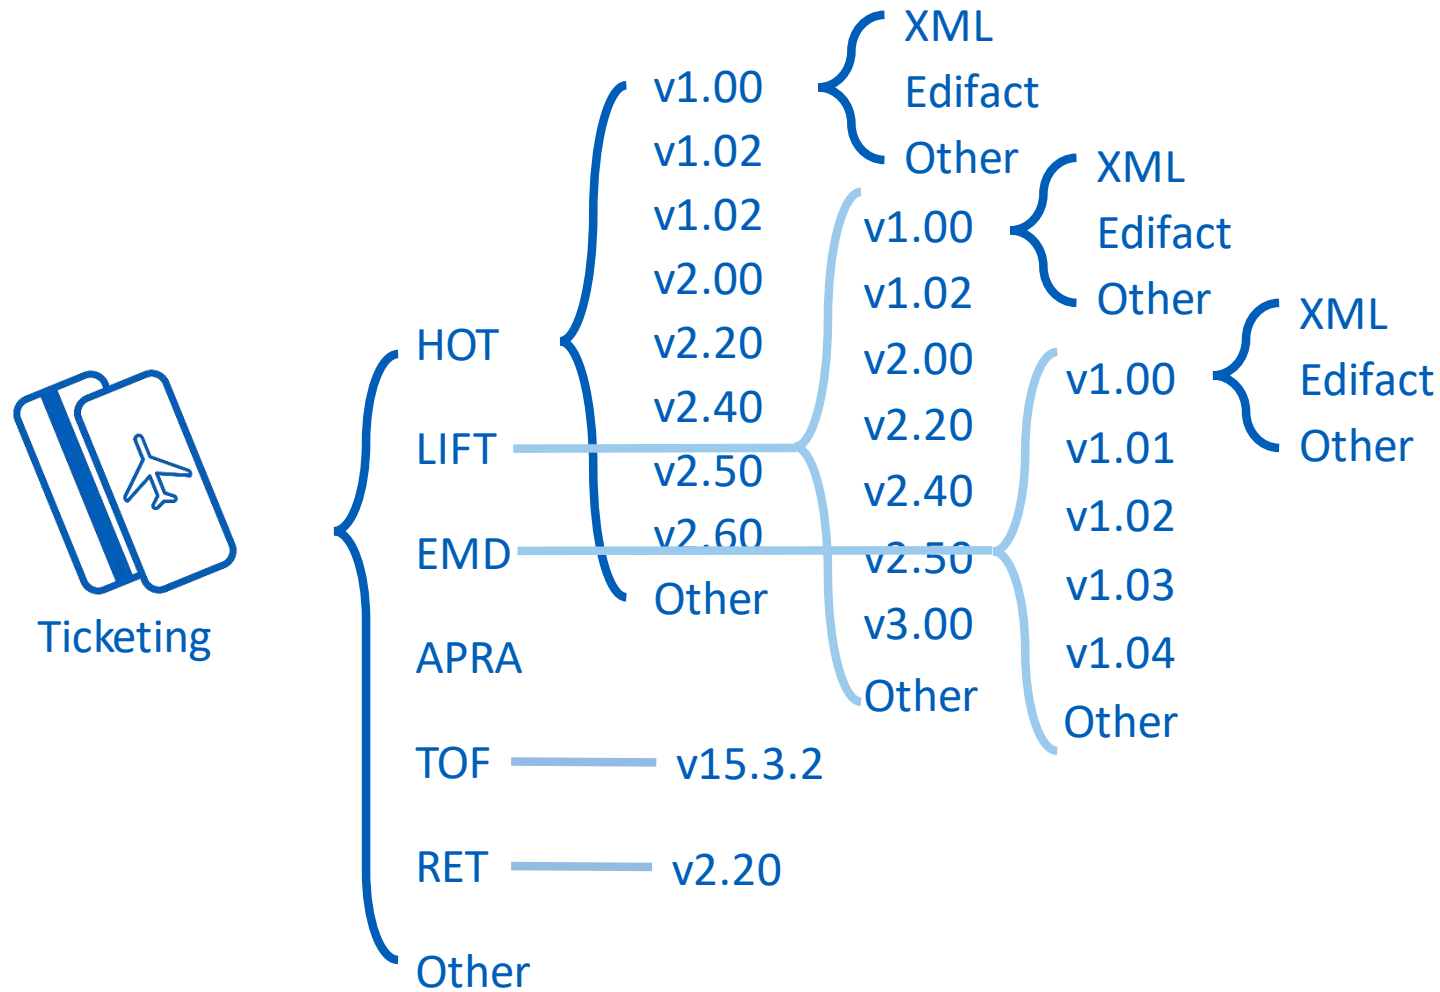 Ticketing
HOT
LIFT
EMD
APRA
TOF
RET
Other
v1.00
v1.02
v1.02
v2.00
v2.20
v2.40
v2.50
v2.60
Other
XML
Edifact
Other
v1.00
v1.02
v2.00
v2.20
v2.40
v2.50
v3.00
Other
XML
Edifact
Other
v1.00
v1.01
v1.02
v1.03
v1.04
Other
XML
Edifact
Other
v15.3.2
v2.20